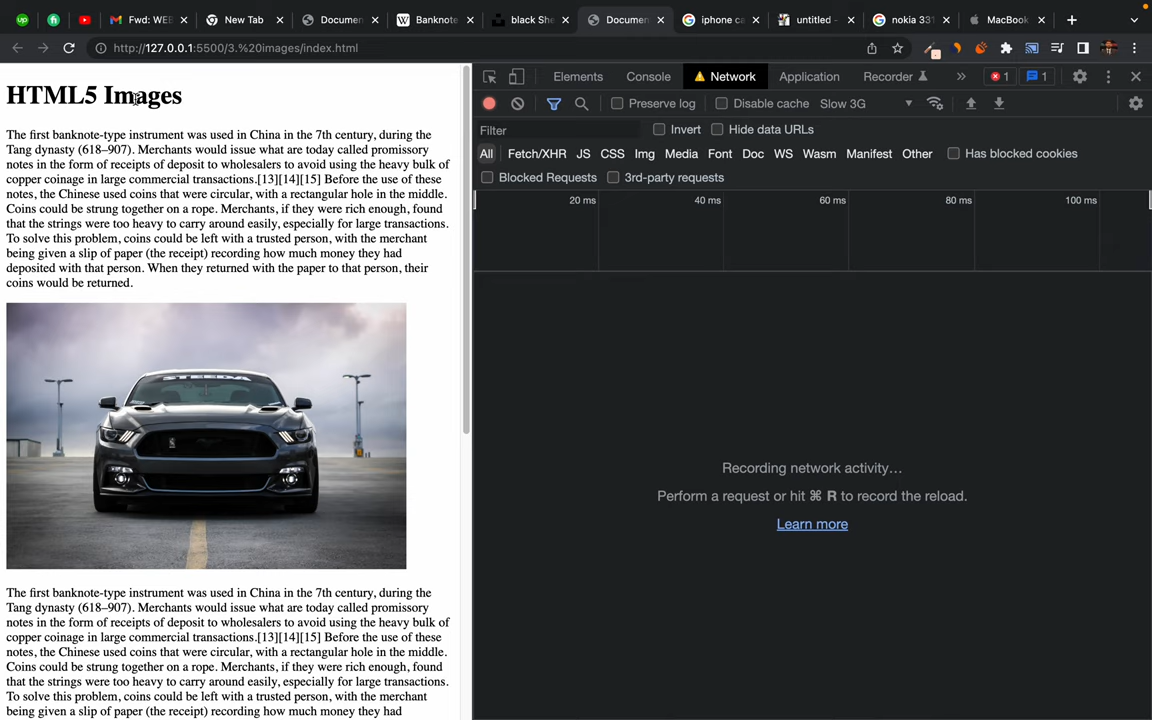 Fwd: WEB
New Tab
Documen
W Banknote
black She
Documen
iphone ca
untitled -
nokia 331
MacBook
http://127.0.0.1:5500/3.%20images/index.html
HTML5 Images
The first banknote-type instrument was used in China in the 7th century, during the
Tang dynasty (618–907). Merchants would issue what are today called promissory
notes in the form of receipts of deposit to wholesalers to avoid using the heavy bulk of
copper coinage in large commercial transactions.[13][14][15] Before the use of these
notes, the Chinese used coins that were circular, with a rectangular hole in the middle.
Coins could be strung together on a rope. Merchants, if they were rich enough, found
that the strings were too heavy to carry around easily, especially for large transactions.
To solve this problem, coins could be left with a trusted person, with the merchant
being given a slip of paper (the receipt) recording how much money they had
deposited with that person. When they returned with the paper to that person, their
coins would be returned.
STEEDA
The first banknote-type instrument was used in China in the 7th century, during the
Tang dynasty (618–907). Merchants would issue what are today called promissory
notes in the form of receipts of deposit to wholesalers to avoid using the heavy bulk of
copper coinage in large commercial transactions.[13][14][15] Before the use of these
notes, the Chinese used coins that were circular, with a rectangular hole in the middle.
Coins could be strung together on a rope. Merchants, if they were rich enough, found
that the strings were too heavy to carry around easily, especially for large transactions.
To solve this problem, coins could be left with a trusted person, with the merchant
being given a slip of paper (the receipt) recording how much money they had
Elements Console Network Application Recorder 1 1
Preserve log Disable cache Slow 3G
Filter Invert Hide data URLs
All Fetch/XHR JS CSS Img Media Font Doc WS Wasm Manifest Other Has blocked cookies
Blocked Requests 3rd-party requests
20 ms 40 ms 60 ms 80 ms 100 ms
Recording network activity…
Perform a request or hit ⌘ R to record the reload.
Learn more